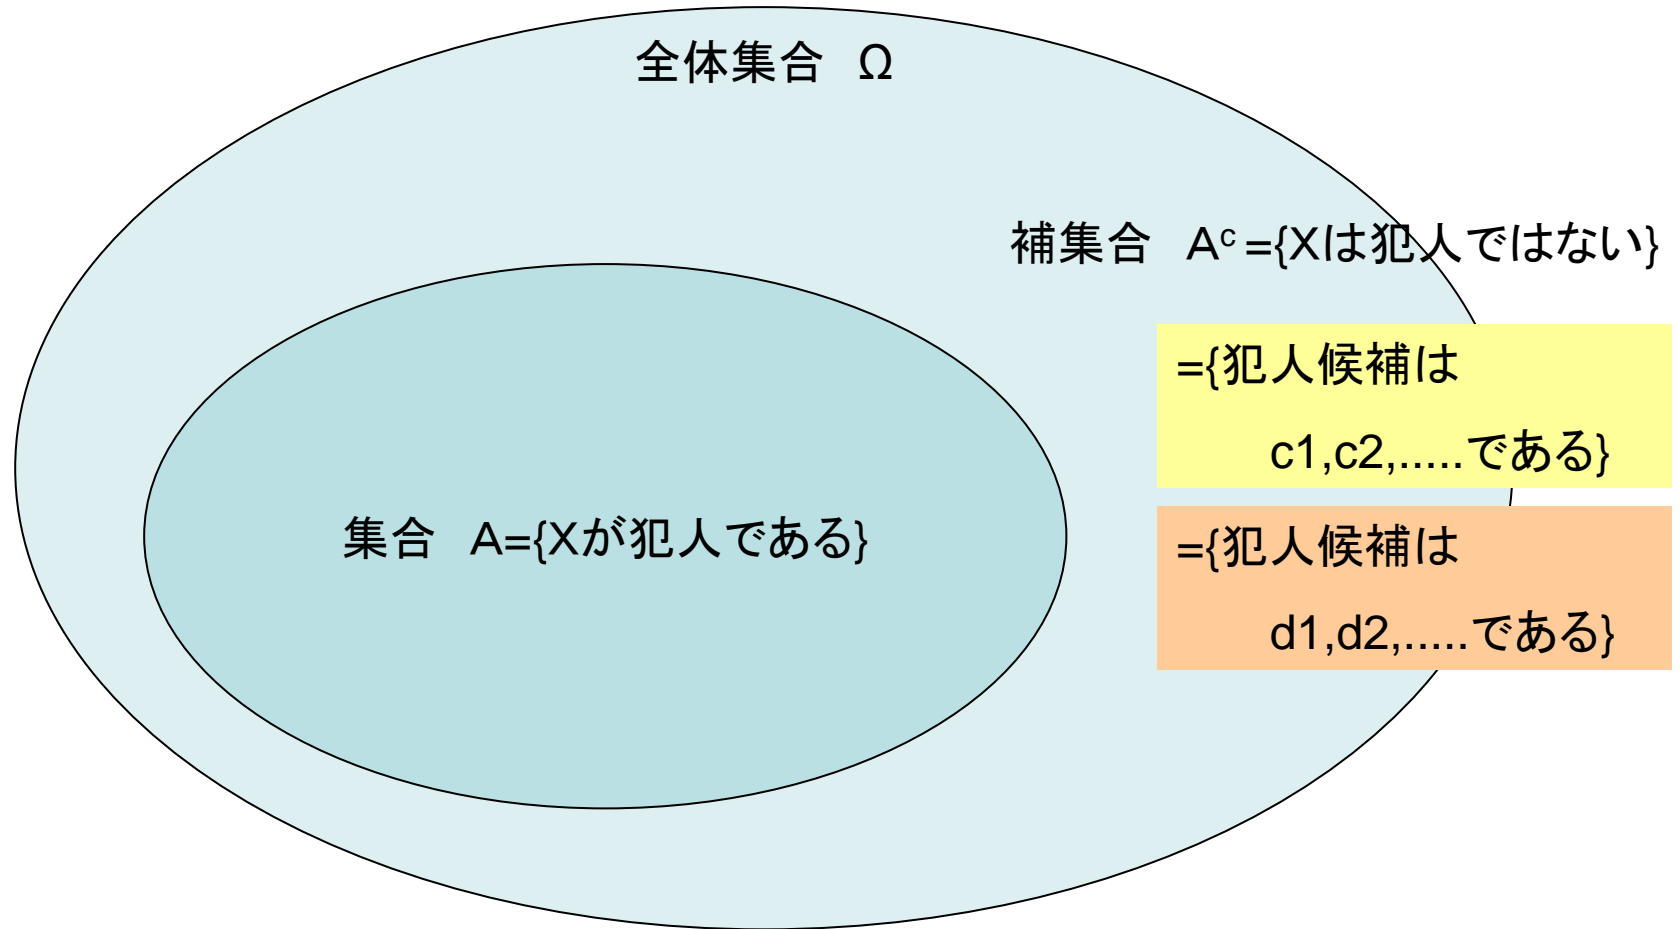 全体集合　Ω
補集合　Aᶜ={Xは犯人ではない}
={犯人候補は
c1,c2,.....である}
集合　A={Xが犯人である}
={犯人候補は
d1,d2,.....である}